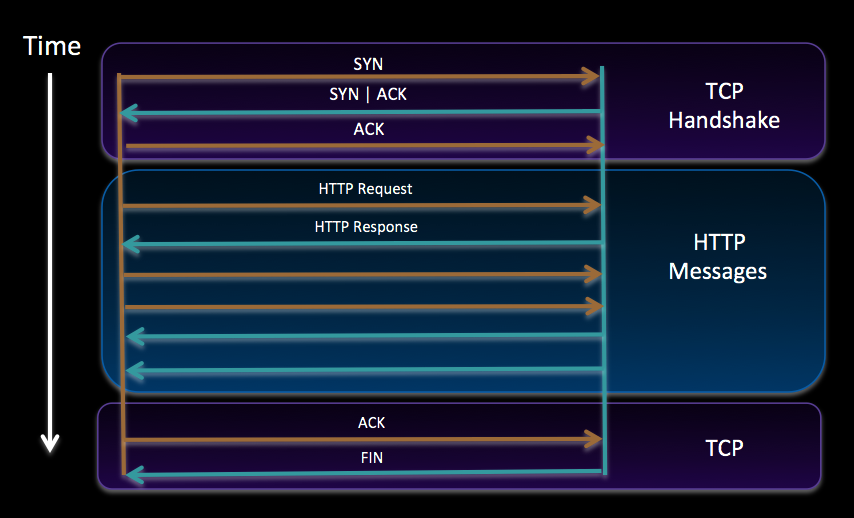 Time
SYN
SYN | ACK
ACK
TCP
Handshake
HTTP Request
HTTP Response
HTTP
Messages
ACK
FIN
TCP